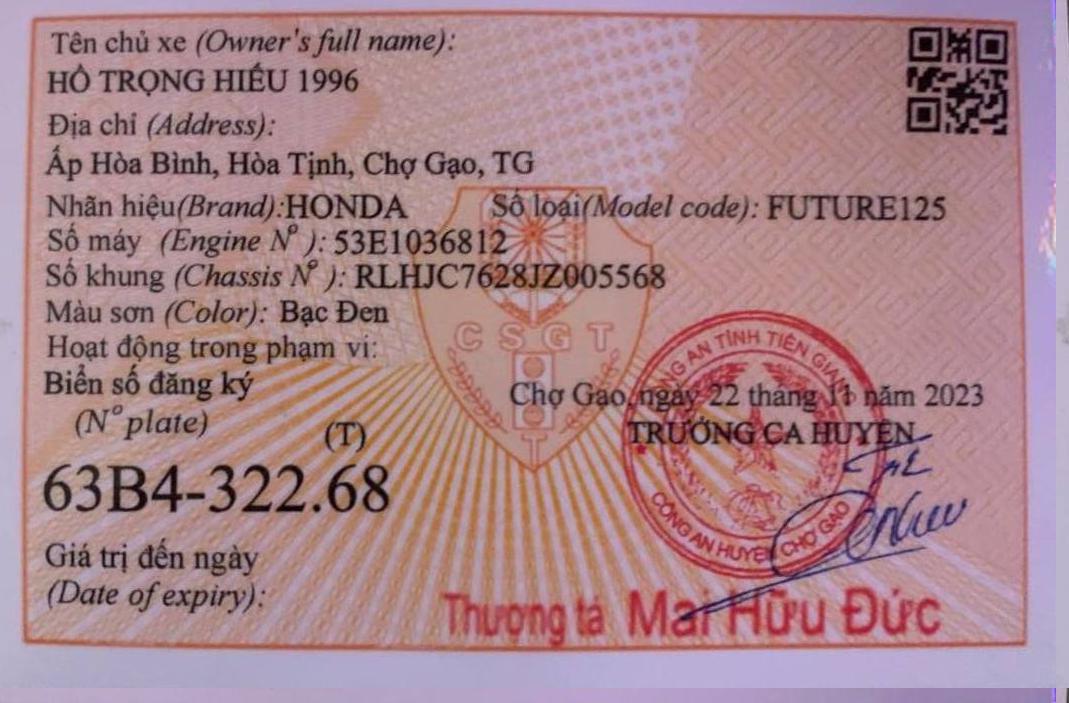 Tên chủ xe (Owner's full name):
HỒ TRỌNG HIẾU 1996
Địa chỉ (Address):
Ấp Hòa Bình, Hòa Tịnh, Chợ Gạo, TG
Nhãn hiệu(Brand):HONDA Số loại(Model code): FUTURE125
Số máy (Engine Nº): 53E1036812
Số khung (Chassis Nº): RLHJC7628JZ005568
Màu sơn (Color): Bạc Đen
CSGT
Hoạt động trong phạm vi:
Biển số đăng ký
(Nº plate) (T)
63B4-322.68
Giá trị đến ngày
(Date of expiry):
Chợ Gạo, ngày 22 tháng 11 năm 2023
TRƯỞNG CA HUYỆN
CÔNG AN TỈNH TIỀN GIANG
CÔNG AN HUYỆN CHỢ GẠO
Thượng tá Mai Hữu Đức